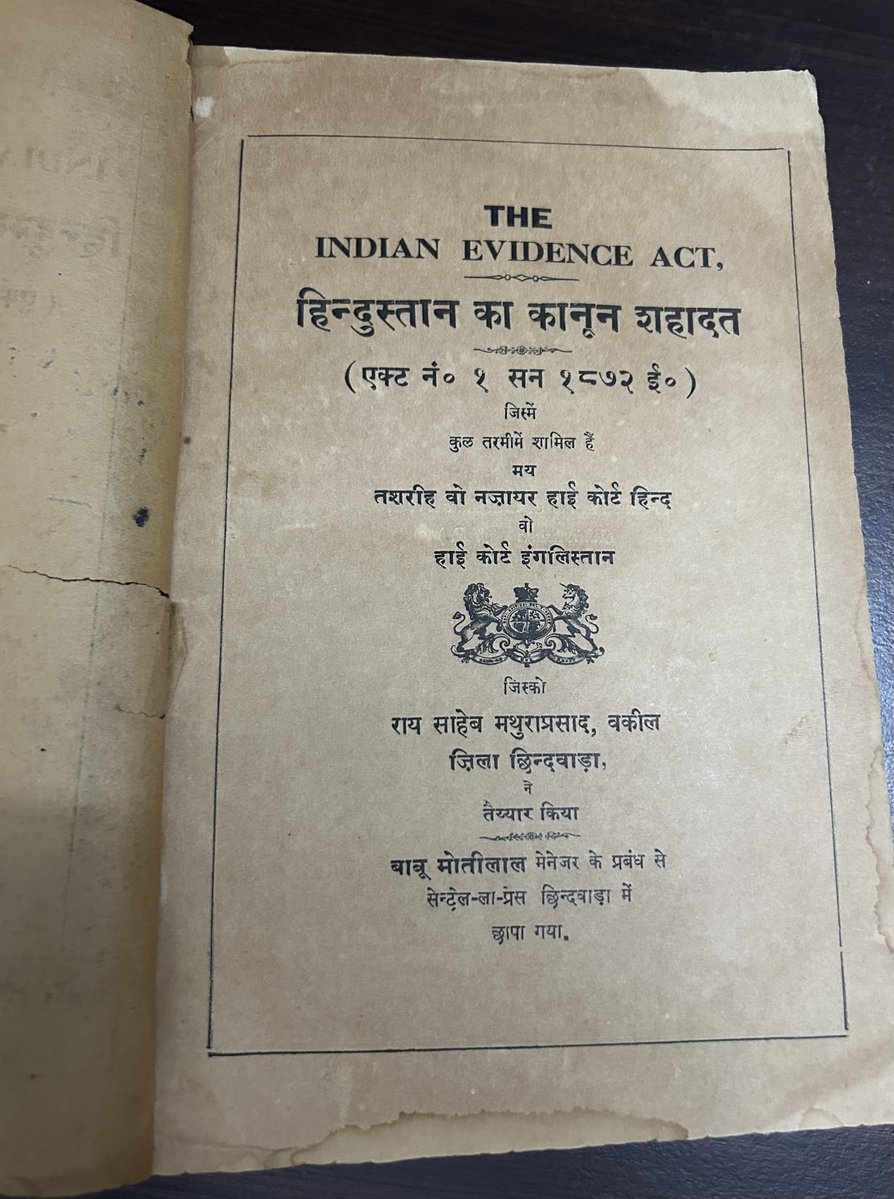 THE
INDIAN EVIDENCE ACT,
हिन्दुस्तान का कानून शहादत
(एक्ट नं० १ सन १८७२ ई०)
जिस्में
कुल तरमीमें शामिल हैं
मय
तशरीह वो नज़ायर हाई कोर्ट हिन्द
वो
हाई कोर्ट इंगलिस्तान
जिस्को
राय साहेब मथुराप्रसाद, वकील
ज़िला छिन्दवाड़ा,
ने
तैय्यार किया
बाबू मोतीलाल मेनेजर के प्रबंध से
सेन्ट्रेल-ला-प्रेस छिन्दवाड़ा में
छापा गया.